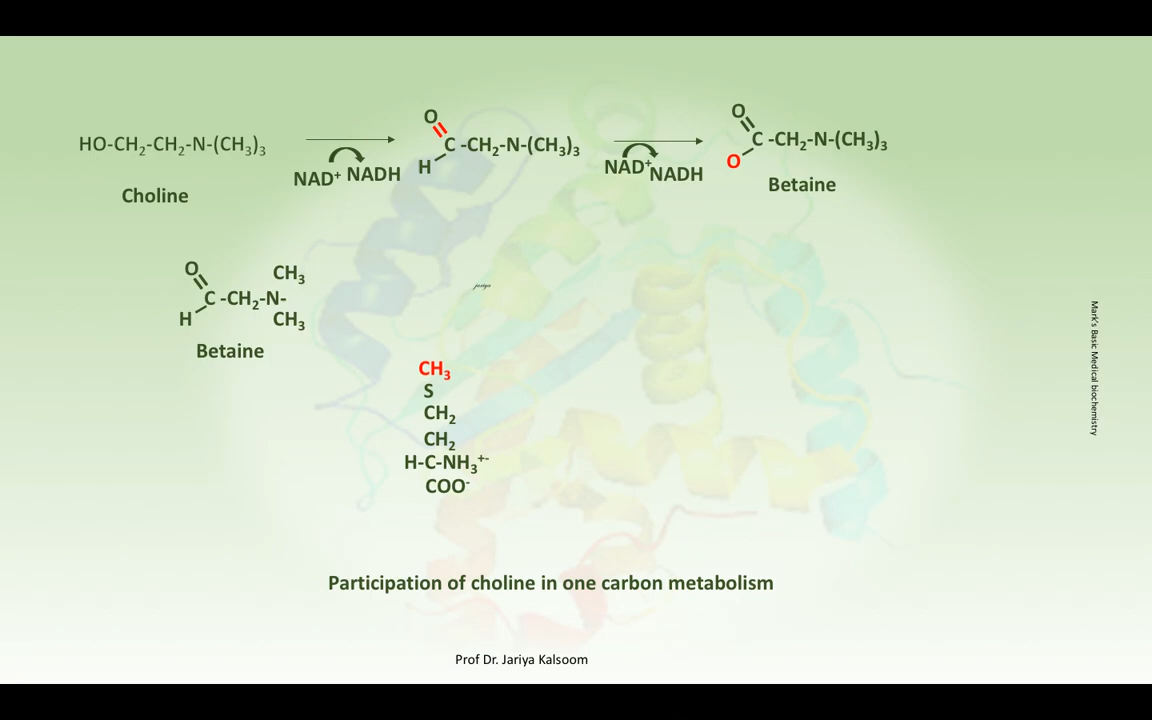 HO-CH2-CH2-N-(CH3)3
Choline
NAD+ NADH
O
C -CH2-N-(CH3)3
H
NAD+ NADH
O
C -CH2-N-(CH3)3
O
Betaine
O
CH3
C -CH2-N-
H
CH3
Betaine
jariya
CH3
S
CH2
CH2
H-C-NH3+-
COO-
Mark's Basic Medical biochemistry
Participation of choline in one carbon metabolism
Prof Dr. Jariya Kalsoom